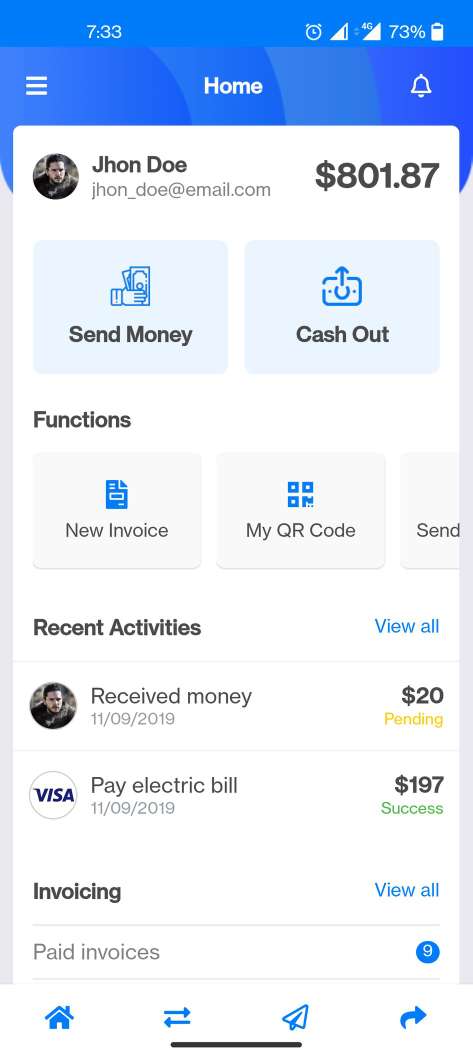 7:33 4G 73%
Home
Jhon Doe
jhon_doe@email.com
$801.87
Send Money
Cash Out
Functions
New Invoice
My QR Code
Send
Recent Activities
View all
Received money
11/09/2019
$20
Pending
VISA
Pay electric bill
11/09/2019
$197
Success
Invoicing
View all
Paid invoices
9